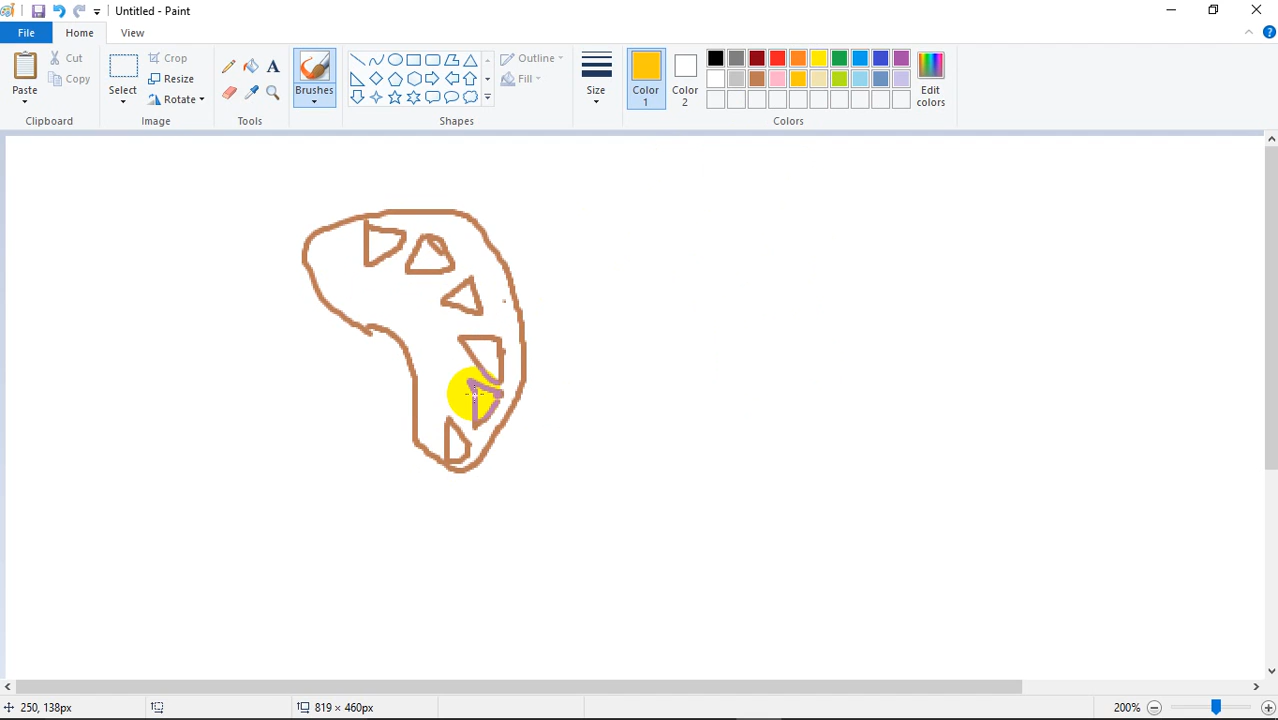 Untitled - Paint
File Home View
Paste Cut Copy
Clipboard
Select Crop Resize Rotate
Image
A
Tools
Brushes
Shapes
Outline
Fill
Size
Color 1
Color 2
Edit colors
Colors
250, 138px
819 × 460px
200%